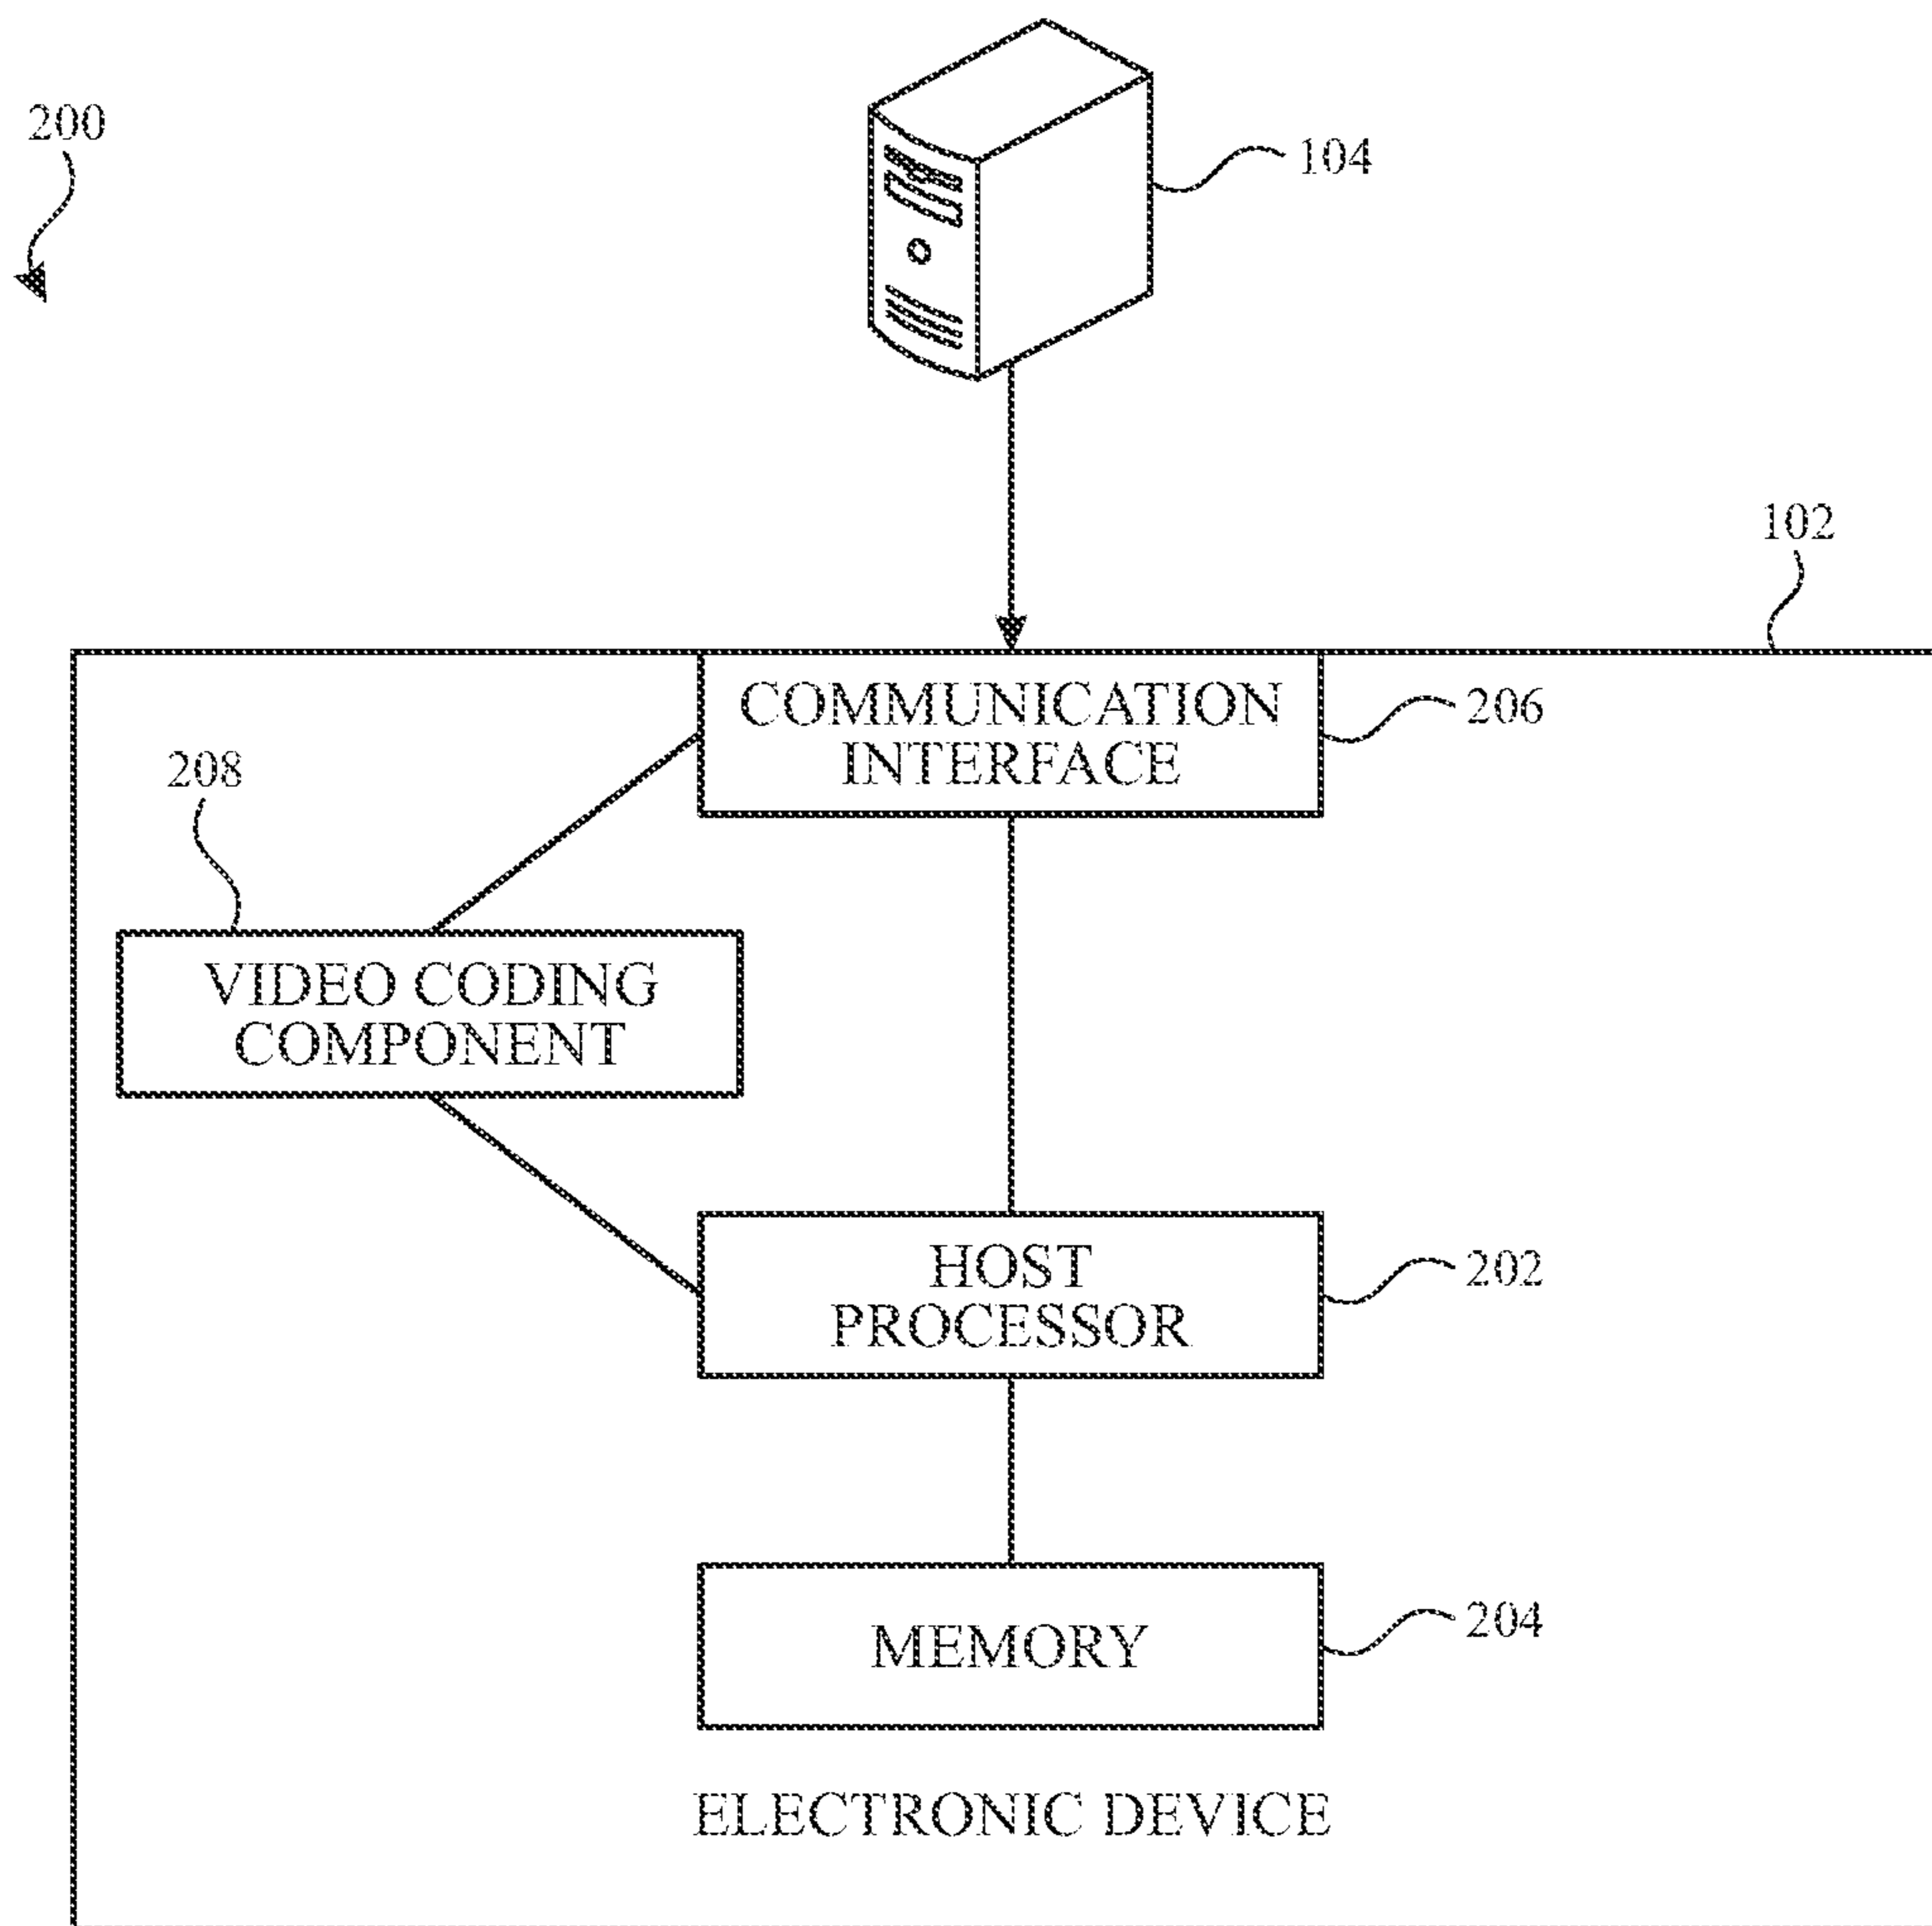 200
104
102
COMMUNICATION
INTERFACE
206
208
VIDEO CODING
COMPONENT
HOST
PROCESSOR
202
MEMORY
204
ELECTRONIC DEVICE